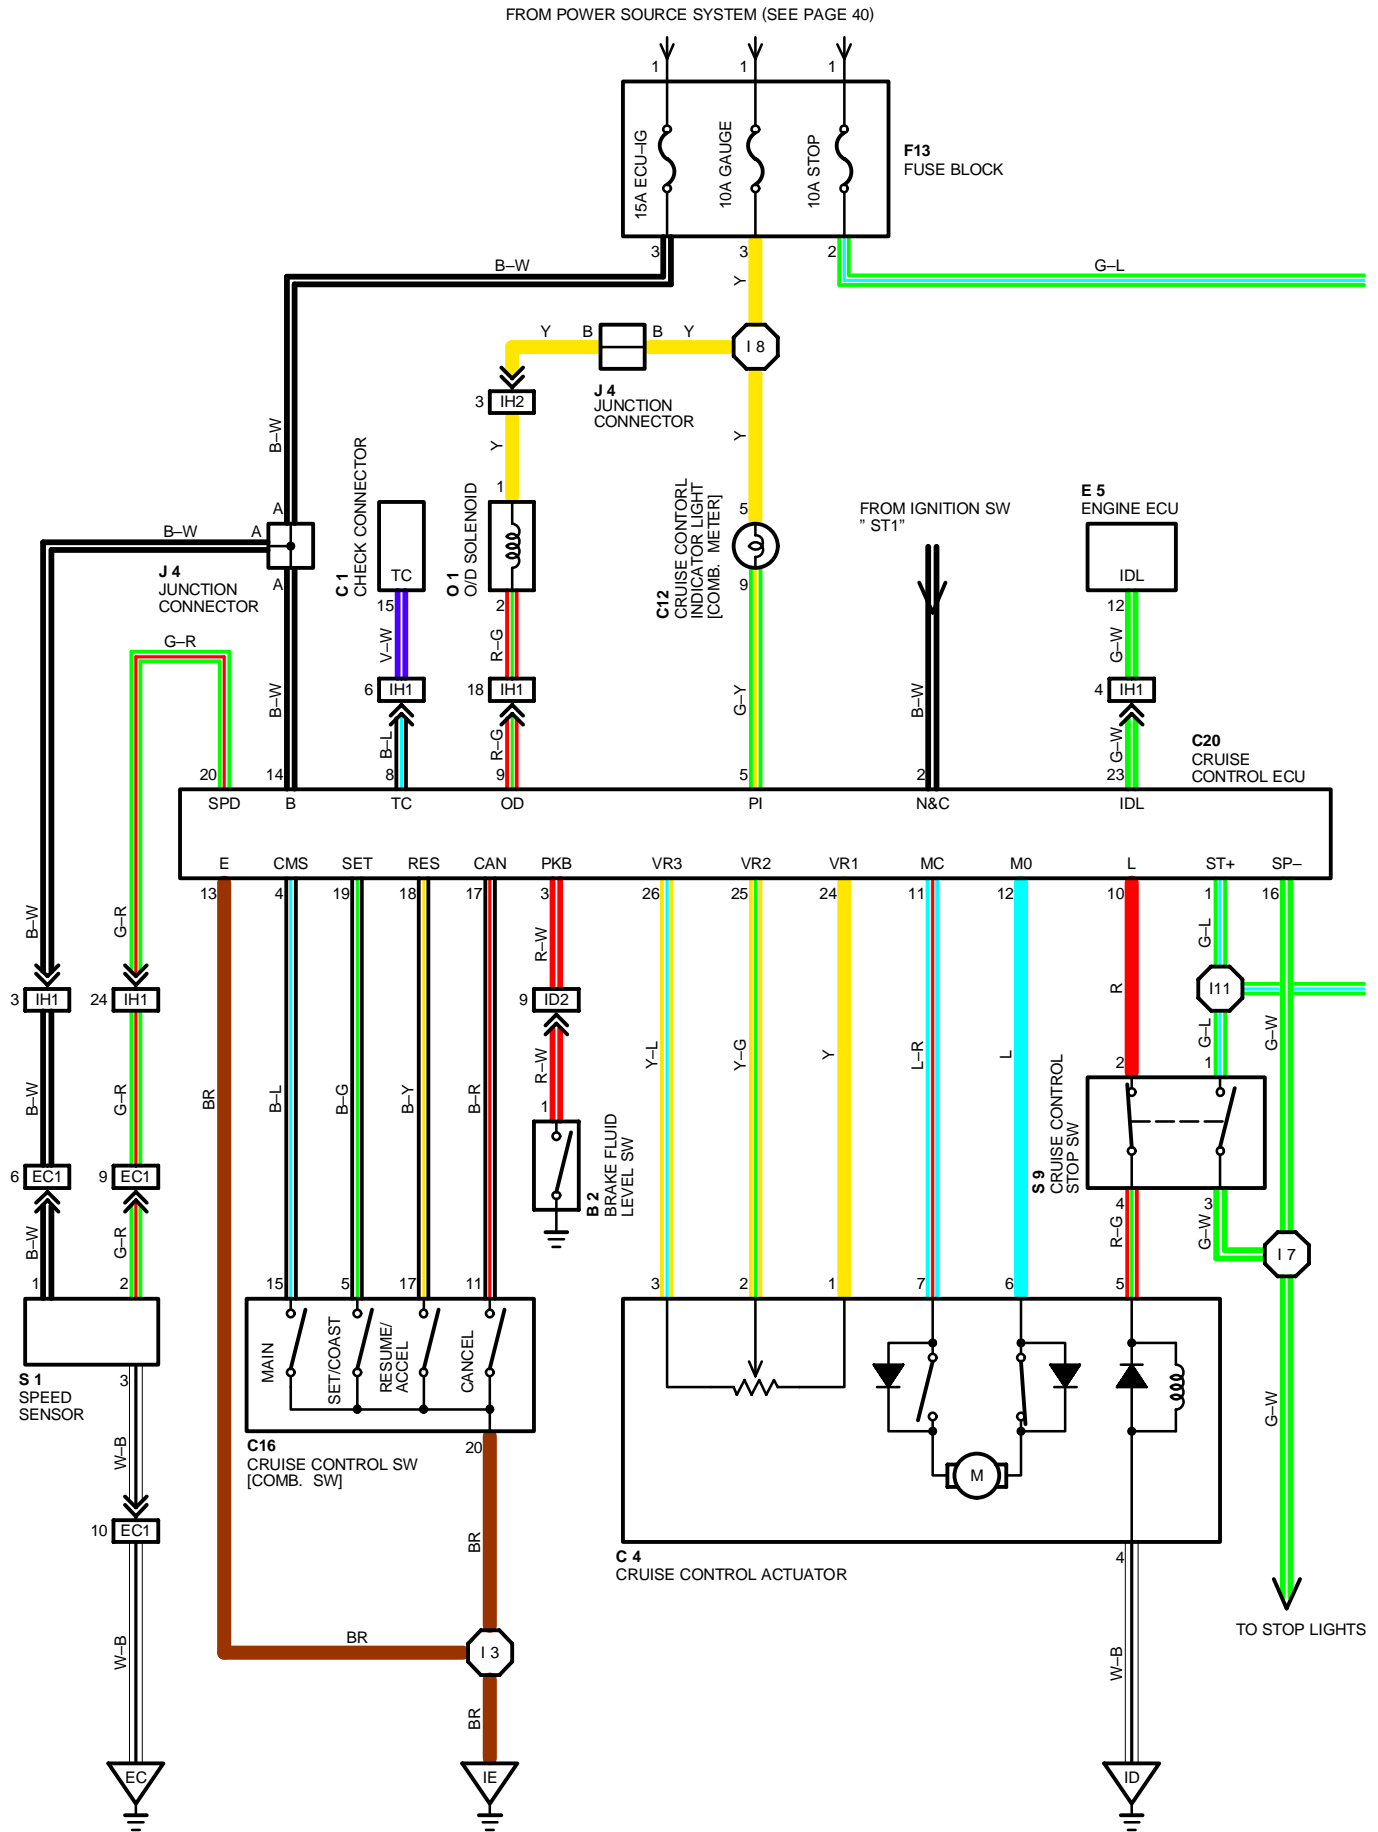 FROM POWER SOURCE SYSTEM (SEE PAGE 40)
1 1 1
15A ECU–IG
10A GAUGE
10A STOP
F13
FUSE BLOCK
3 3 2
B–W
Y
G–L
Y B B Y
I 8
J 4
JUNCTION
CONNECTOR
3 IH2
B–W
Y
Y
C 1
CHECK CONNECTOR
O 1
O/D SOLENOID
1
C12
CRUISE CONTORL
INDICATOR LIGHT
[COMB. METER]
5
FROM IGNITION SW
" ST1"
E 5
ENGINE ECU
A
B–W A
J 4
JUNCTION
CONNECTOR
A
TC
IDL
15 2 9 12
G–R
V–W
R–G
G–W
6 IH1
18 IH1
4 IH1
B–W
B–L
R–G
G–Y
B–W
G–W
C20
CRUISE
CONTROL ECU
20 14 8 9 5 2 23
SPD B TC OD PI N&C IDL
E CMS SET RES CAN PKB VR3 VR2 VR1 MC M0 L ST+ SP–
13 4 19 18 17 3 26 25 24 11 12 10 1 16
B–W
G–R
R–W
G–L
3 IH1
24 IH1
9 ID2
R
I11
B–W
G–R
BR
B–L
B–G
B–Y
B–R
R–W
Y–L
Y–G
Y
L–R
L
G–L
G–W
1
2 1
B 2
BRAKE FLUID
LEVEL SW
S 9
CRUISE CONTROL
STOP SW
6 EC1
9 EC1
B–W
G–R
4 3
R–G
G–W
I 7
1 2
15 5 17 11
3 2 1 7 6 5
MAIN
SET/COAST
RESUME/
ACCEL
CANCEL
S 1
SPEED
SENSOR
3
W–B
C16
CRUISE CONTROL SW
[COMB. SW]
20
M
G–W
10 EC1
BR
C 4
CRUISE CONTROL ACTUATOR
4
TO STOP LIGHTS
W–B
BR
I 3
W–B
BR
EC
IE
ID